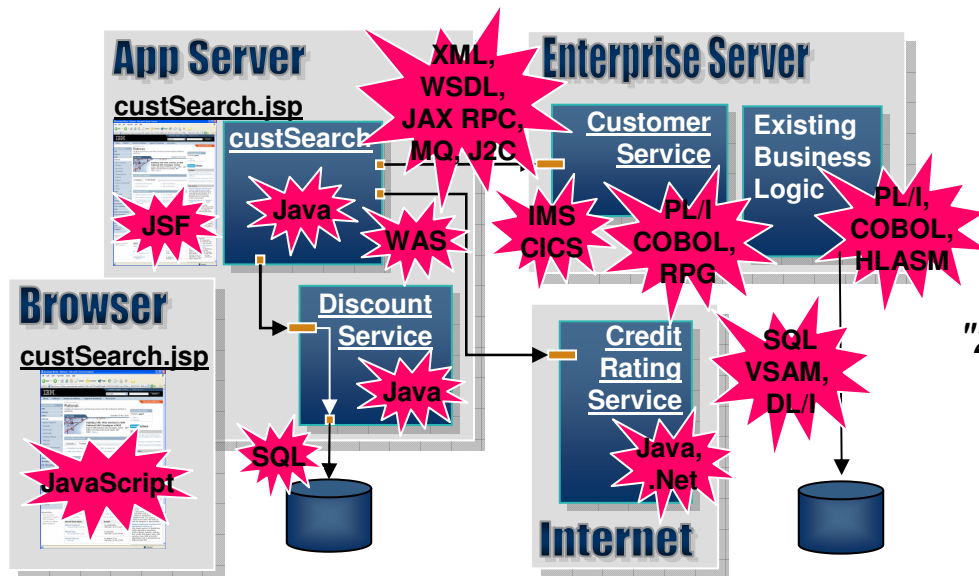 App Server
custSearch.jsp
custSearch
JSF
Java
WAS
XML,
WSDL,
JAX RPC,
MQ, J2C
Enterprise Server
Customer
Service
Existing
Business
Logic
IMS
CICS
PL/I
COBOL,
RPG
PL/I,
COBOL,
HLASM
Browser
custSearch.jsp
JavaScript
Discount
Service
Java
SQL
Credit
Rating
Service
Java,
.Net
Internet
SQL
VSAM,
DL/I
IBM
IBM